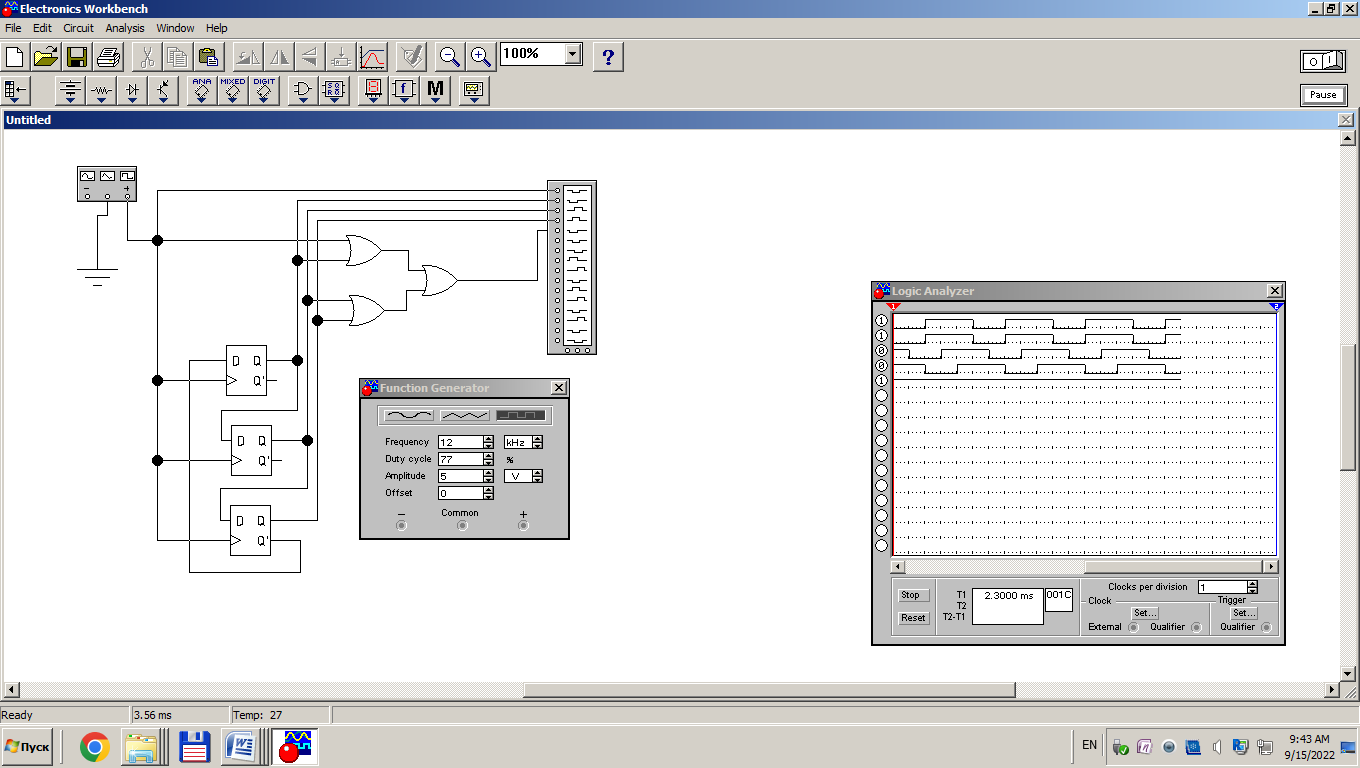 Electronics Workbench
File Edit Circuit Analysis Window Help
100%
?
Pause
ANA MIXED DIGIT
f M
Untitled
D Q
Q'
D Q
Q'
D Q
Q'
Function Generator
Frequency 12 kHz
Duty cycle 77 %
Amplitude 5 V
Offset 0
− Common +
Logic Analyzer
1 2
1
1
0
0
1
Clocks per division 1
Stop T1 2.3000 ms 001C Clock Trigger
T2 Set... Set...
Reset T2-T1 External Qualifier Qualifier
Ready 3.56 ms Temp: 27
Пуск EN 9:43 AM
9/15/2022